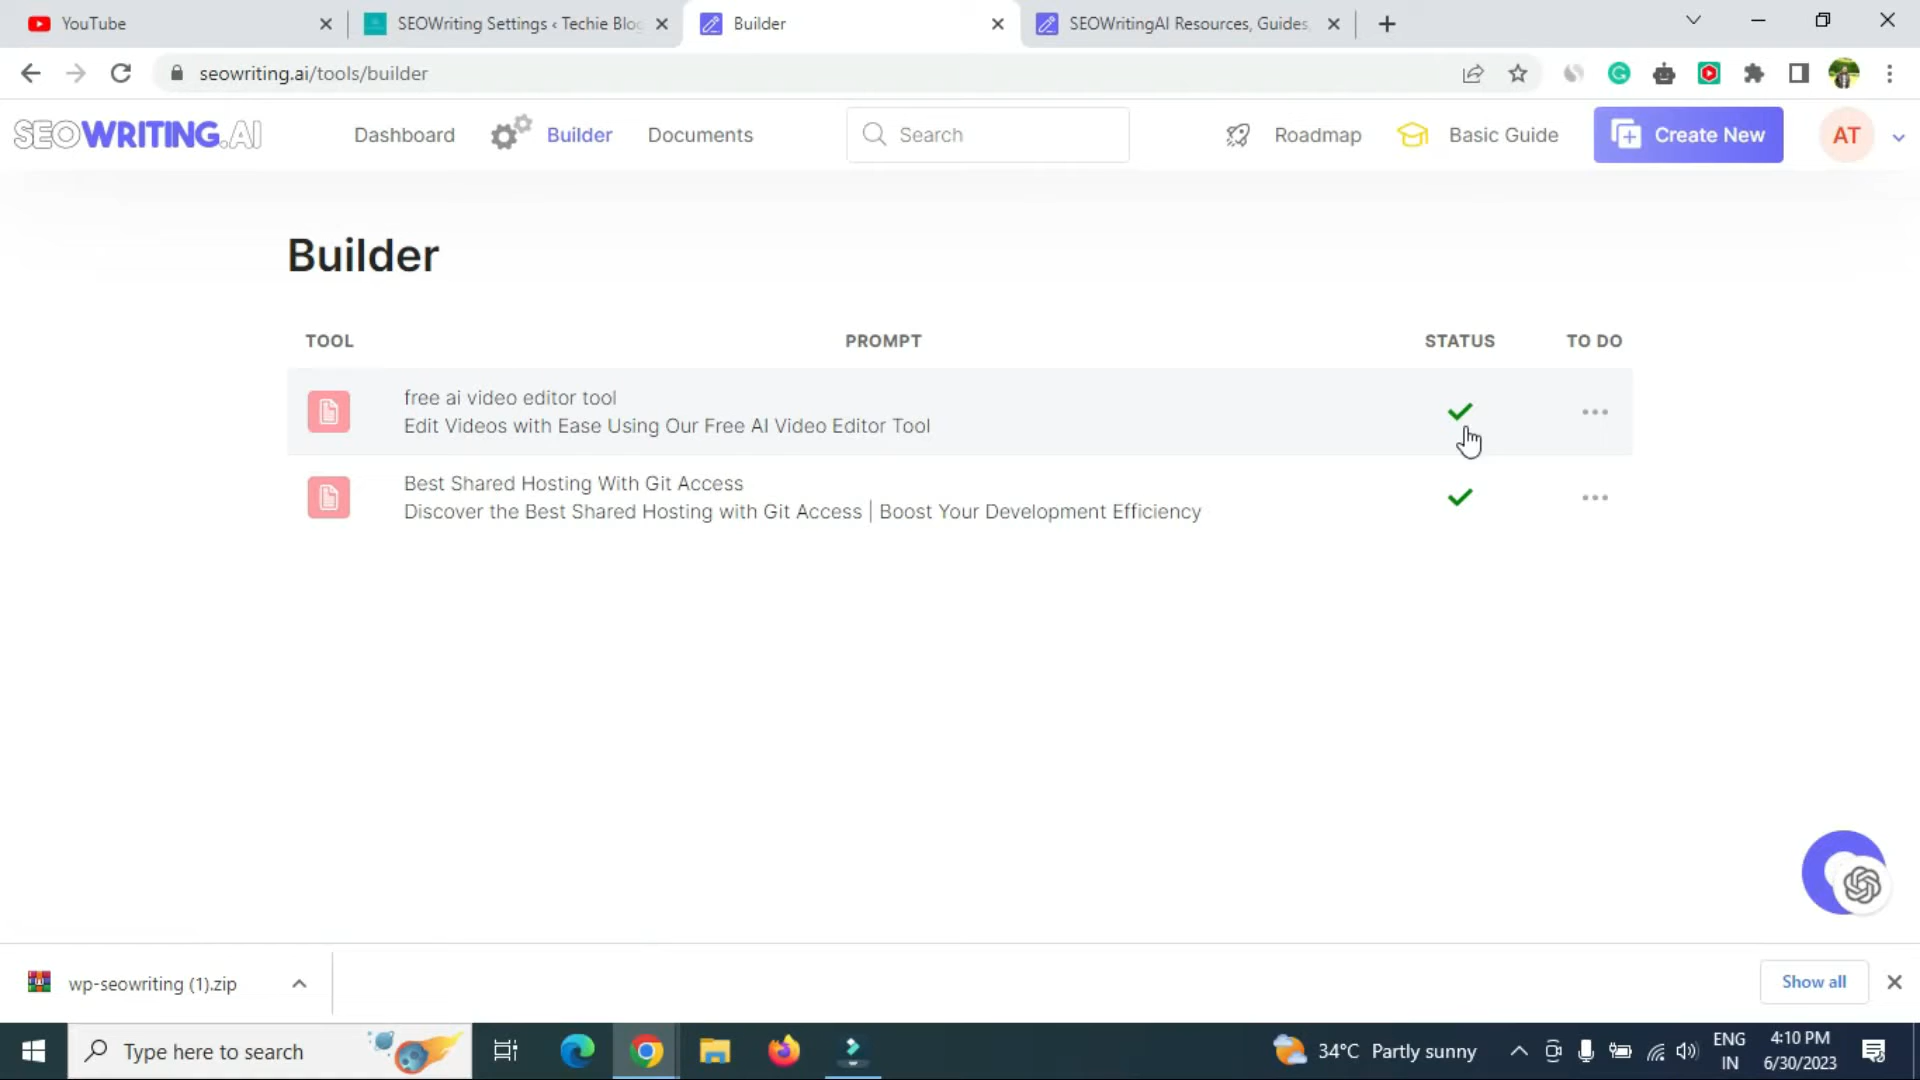 YouTube
SEOWriting Settings ‹ Techie Blo
Builder
SEOWritingAI Resources, Guides
seowriting.ai/tools/builder
SEOWRITING.AI
Dashboard
Builder
Documents
Search
Roadmap
Basic Guide
Create New
AT
Builder
TOOL PROMPT STATUS TO DO
free ai video editor tool
Edit Videos with Ease Using Our Free AI Video Editor Tool
Best Shared Hosting With Git Access
Discover the Best Shared Hosting with Git Access | Boost Your Development Efficiency
wp-seowriting (1).zip
Show all
Type here to search
34°C Partly sunny
ENG
IN
4:10 PM
6/30/2023